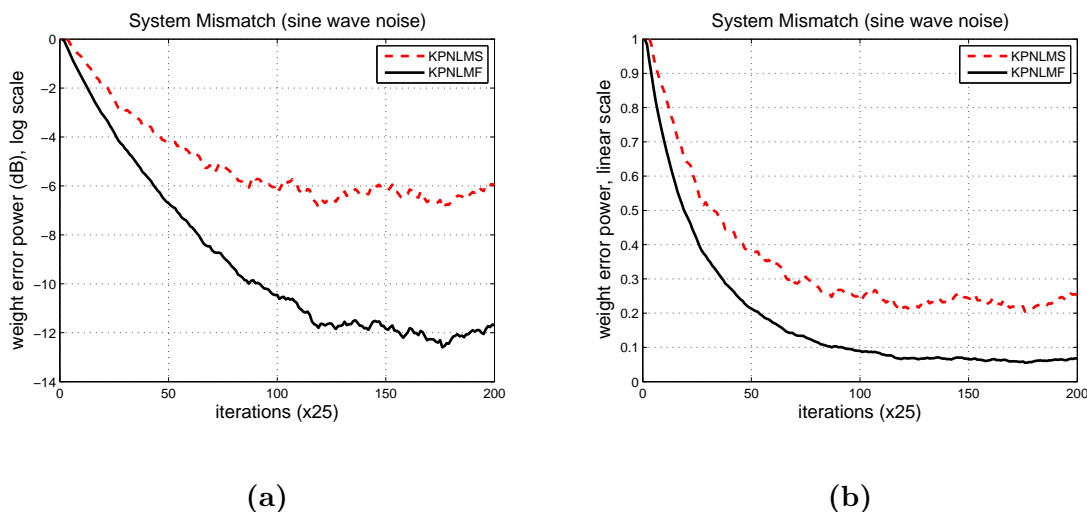 System Mismatch (sine wave noise)
0
−2
−4
−6
−8
−10
−12
−14
weight error power (dB), log scale
KPNLMS
KPNLMF
0
50
100
150
200
iterations (x25)
(a)
System Mismatch (sine wave noise)
1
0.9
0.8
0.7
0.6
0.5
0.4
0.3
0.2
0.1
0
weight error power, linear scale
KPNLMS
KPNLMF
0
50
100
150
200
iterations (x25)
(b)